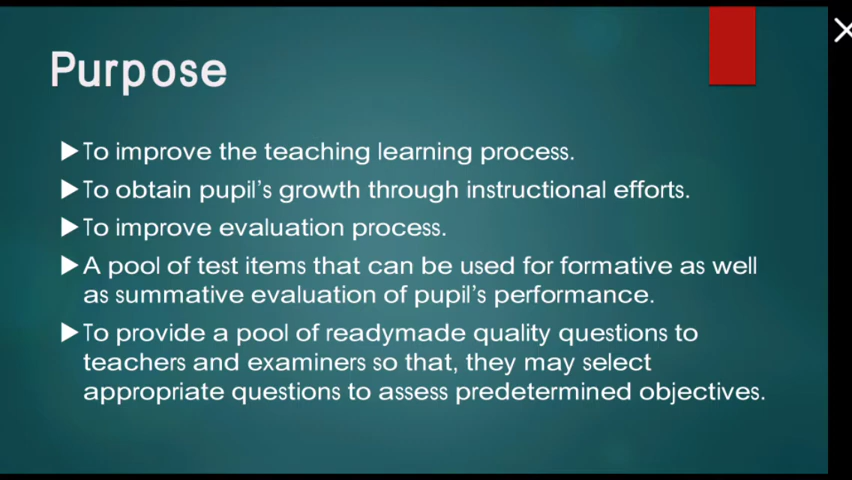 Purpose
To improve the teaching learning process.
To obtain pupil's growth through instructional efforts.
To improve evaluation process.
A pool of test items that can be used for formative as well
as summative evaluation of pupil's performance.
To provide a pool of readymade quality questions to
teachers and examiners so that, they may select
appropriate questions to assess predetermined objectives.